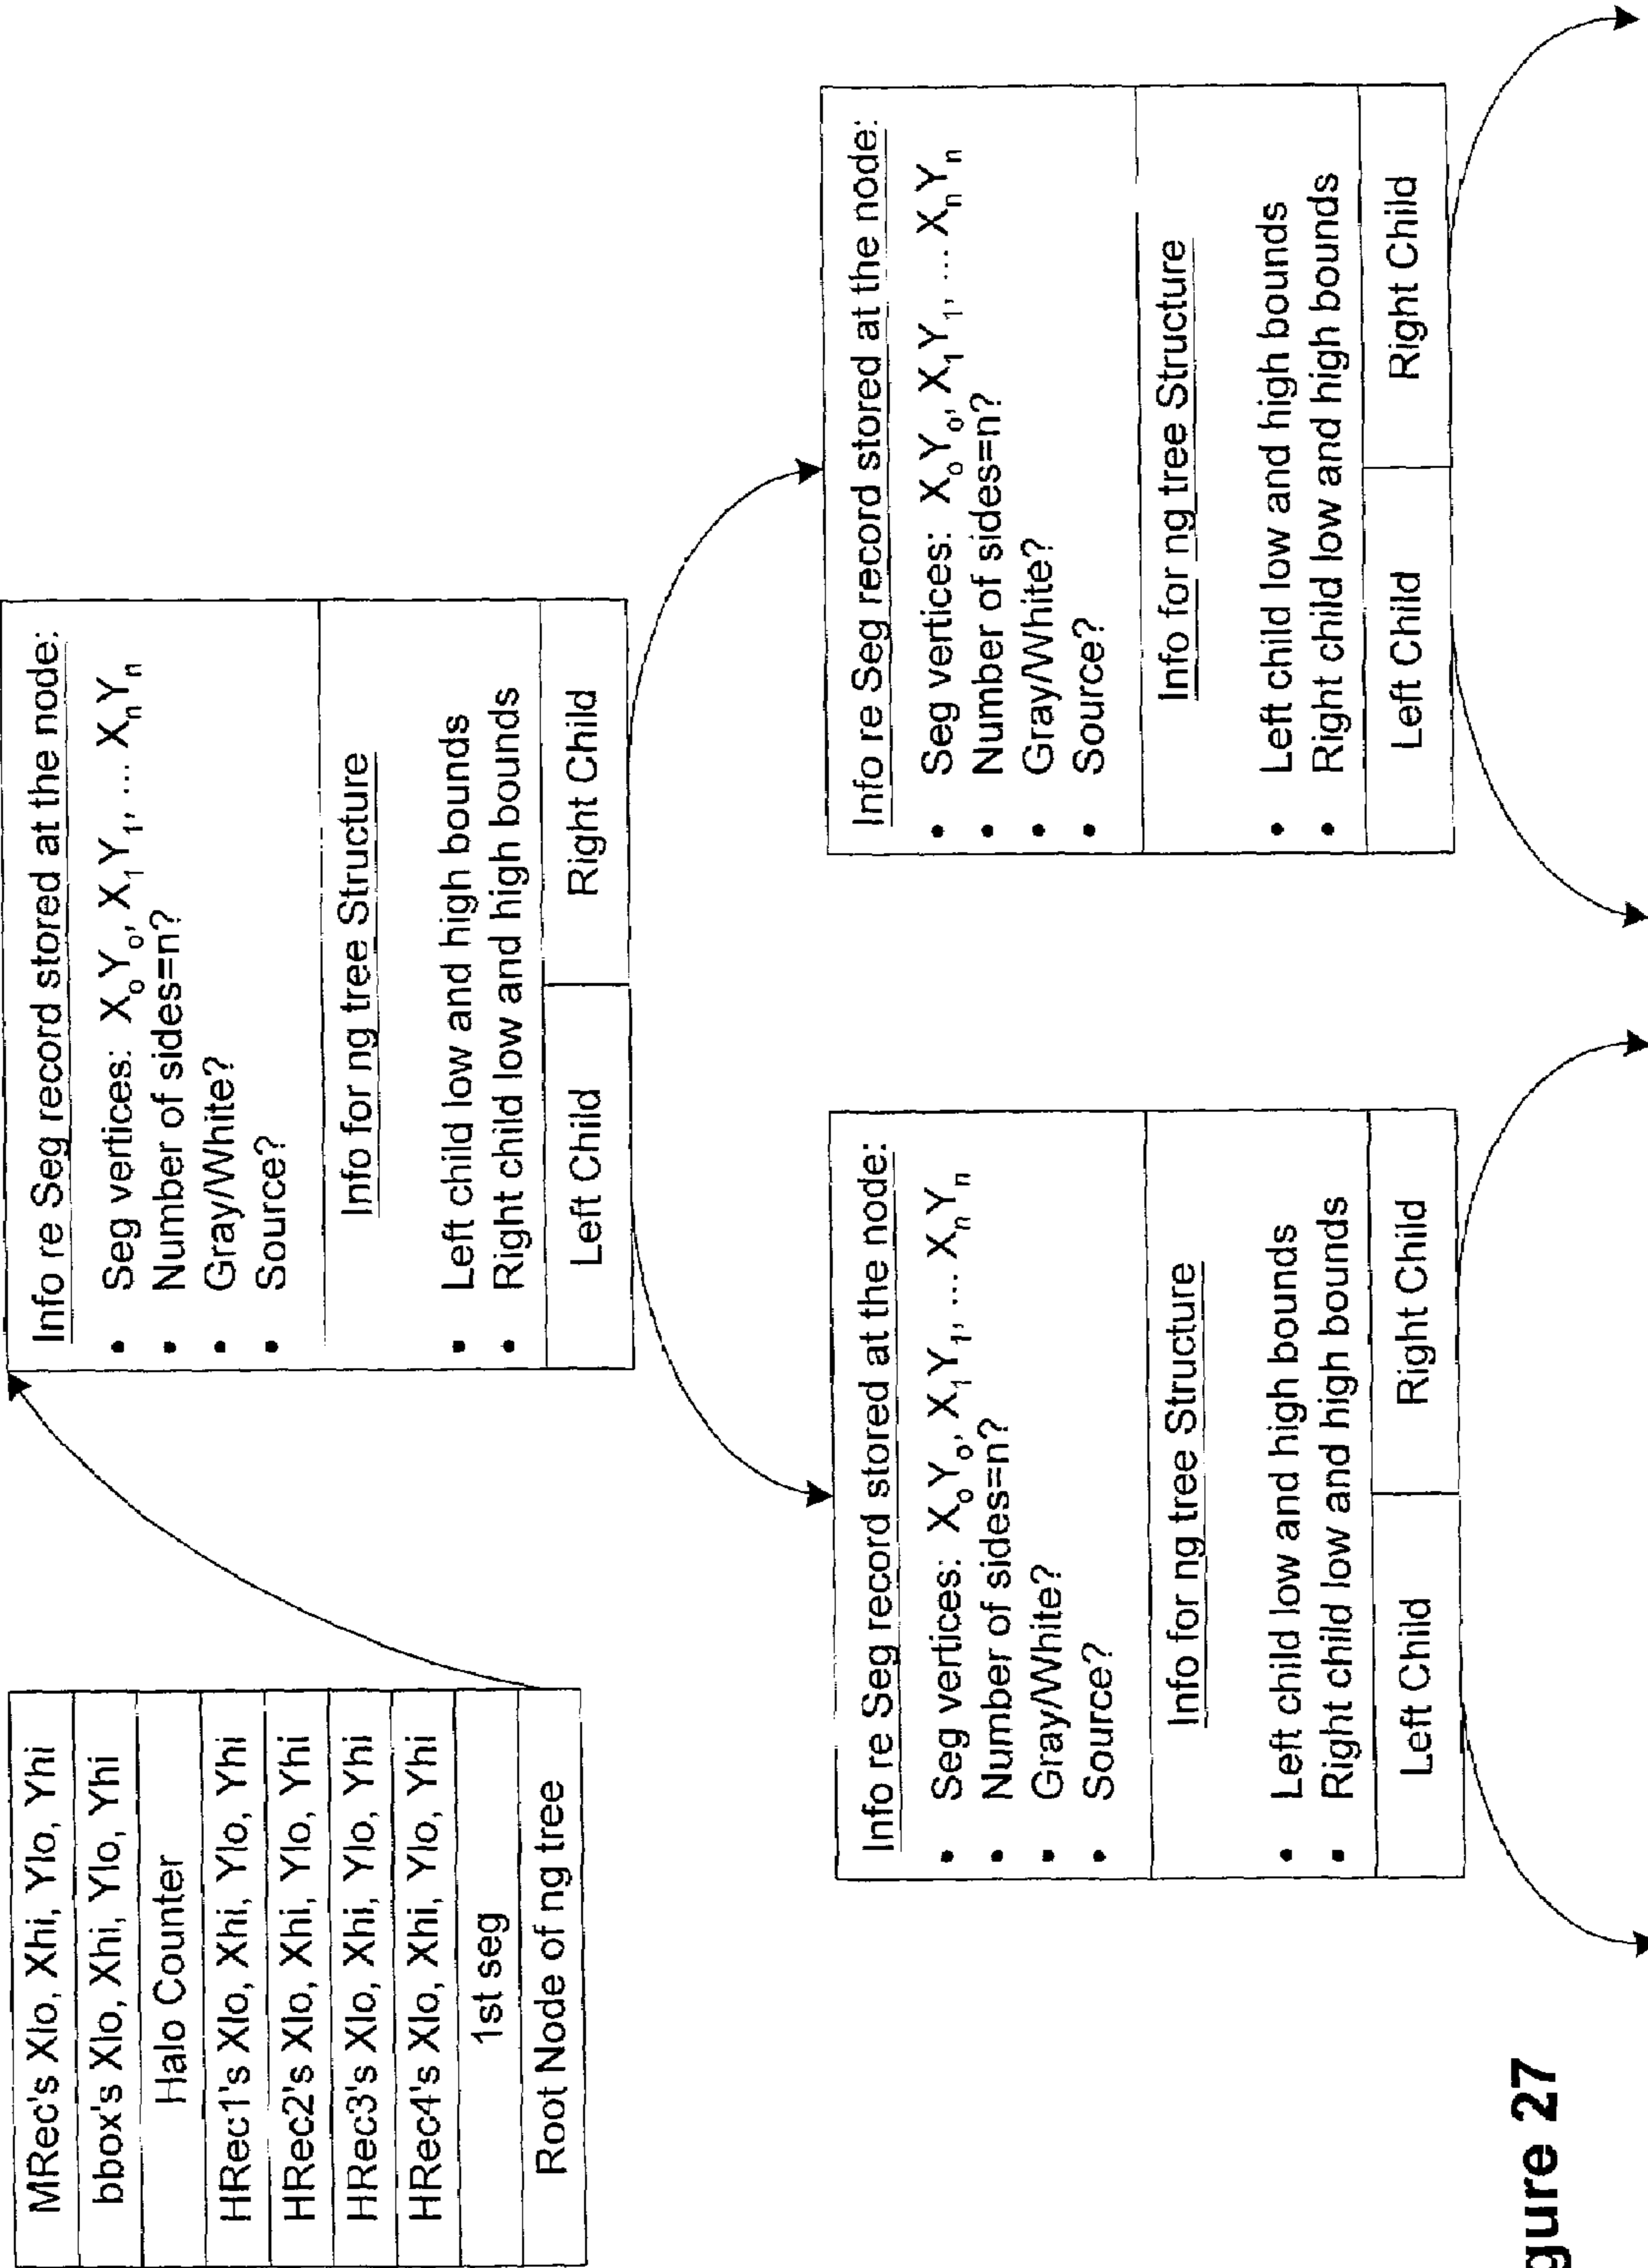 MRec's Xlo, Xhi, Ylo, Yhi
bbox's Xlo, Xhi, Ylo, Yhi
Halo Counter
HRec1's Xlo, Xhi, Ylo, Yhi
HRec2's Xlo, Xhi, Ylo, Yhi
HRec3's Xlo, Xhi, Ylo, Yhi
HRec4's Xlo, Xhi, Ylo, Yhi
1st seg
Root Node of ng tree
Info re Seg record stored at the node:
• Seg vertices: X₀Y₀, X₁Y₁, ... XₙYₙ
• Number of sides=n?
• Gray/White?
• Source?
Info for ng tree Structure
• Left child low and high bounds
• Right child low and high bounds
Left Child
Right Child
Info re Seg record stored at the node:
• Seg vertices: X₀Y₀, X₁Y₁, ... XₙYₙ
• Number of sides=n?
• Gray/White?
• Source?
Info for ng tree Structure
• Left child low and high bounds
• Right child low and high bounds
Left Child
Right Child
Info re Seg record stored at the node:
• Seg vertices: X₀Y₀, X₁Y₁, ... XₙYₙ
• Number of sides=n?
• Gray/White?
• Source?
Info for ng tree Structure
• Left child low and high bounds
• Right child low and high bounds
Left Child
Right Child
gure 27